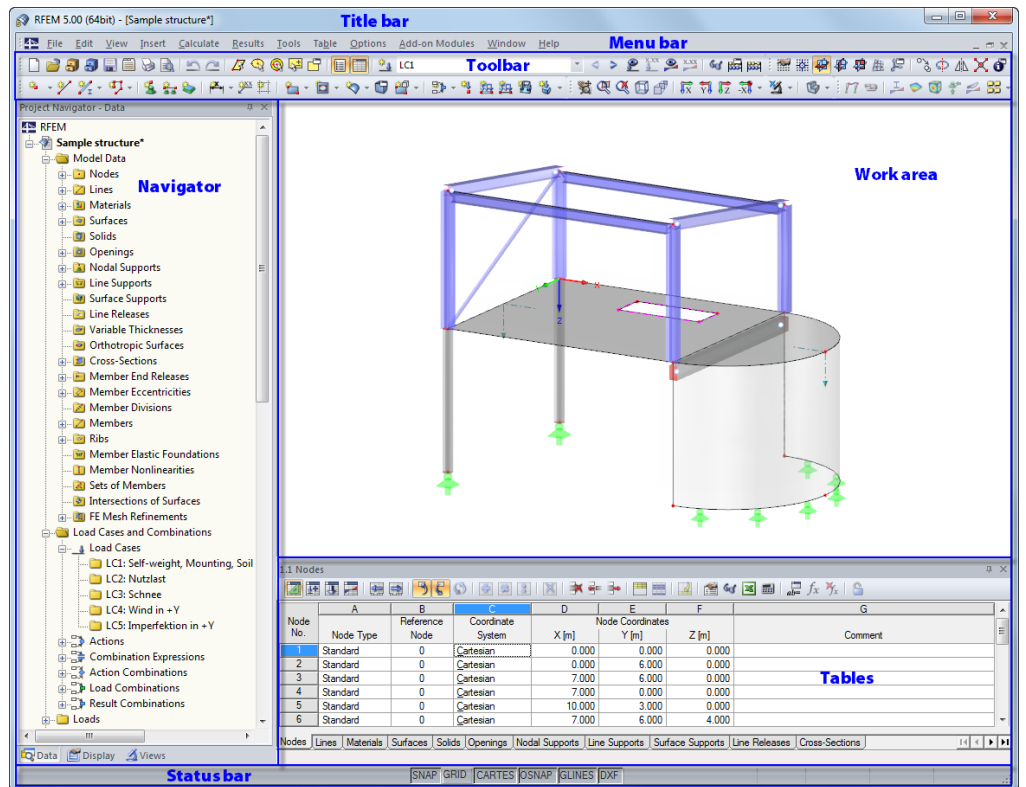 RFEM 5.00 (64bit) - [Sample structure*]
Title bar
File Edit View Insert Calculate Results Tools Table Options Add-on Modules Window Help
Menu bar
LC1
Toolbar
Project Navigator - Data
RFEM
Sample structure*
Model Data
Nodes
Lines
Materials
Surfaces
Solids
Openings
Nodal Supports
Line Supports
Surface Supports
Line Releases
Variable Thicknesses
Orthotropic Surfaces
Cross-Sections
Member End Releases
Member Eccentricities
Member Divisions
Members
Ribs
Member Elastic Foundations
Member Nonlinearities
Sets of Members
Intersections of Surfaces
FE Mesh Refinements
Load Cases and Combinations
Load Cases
LC1: Self-weight, Mounting, Soil
LC2: Nutzlast
LC3: Schnee
LC4: Wind in +Y
LC5: Imperfektion in +Y
Actions
Combination Expressions
Action Combinations
Load Combinations
Result Combinations
Loads
Navigator
Data Display Views
Work area
X
Z
1.1 Nodes
A B C D E F G
Node Reference Coordinate Node Coordinates
No. Node Type Node System X [m] Y [m] Z [m] Comment
1 Standard 0 Cartesian 0.000 0.000 0.000
2 Standard 0 Cartesian 0.000 6.000 0.000
3 Standard 0 Cartesian 7.000 6.000 0.000
4 Standard 0 Cartesian 7.000 0.000 0.000
5 Standard 0 Cartesian 10.000 3.000 0.000
6 Standard 0 Cartesian 7.000 6.000 4.000
Tables
Nodes Lines Materials Surfaces Solids Openings Nodal Supports Line Supports Surface Supports Line Releases Cross-Sections
Status bar
SNAP GRID CARTES OSNAP GLINES DXF